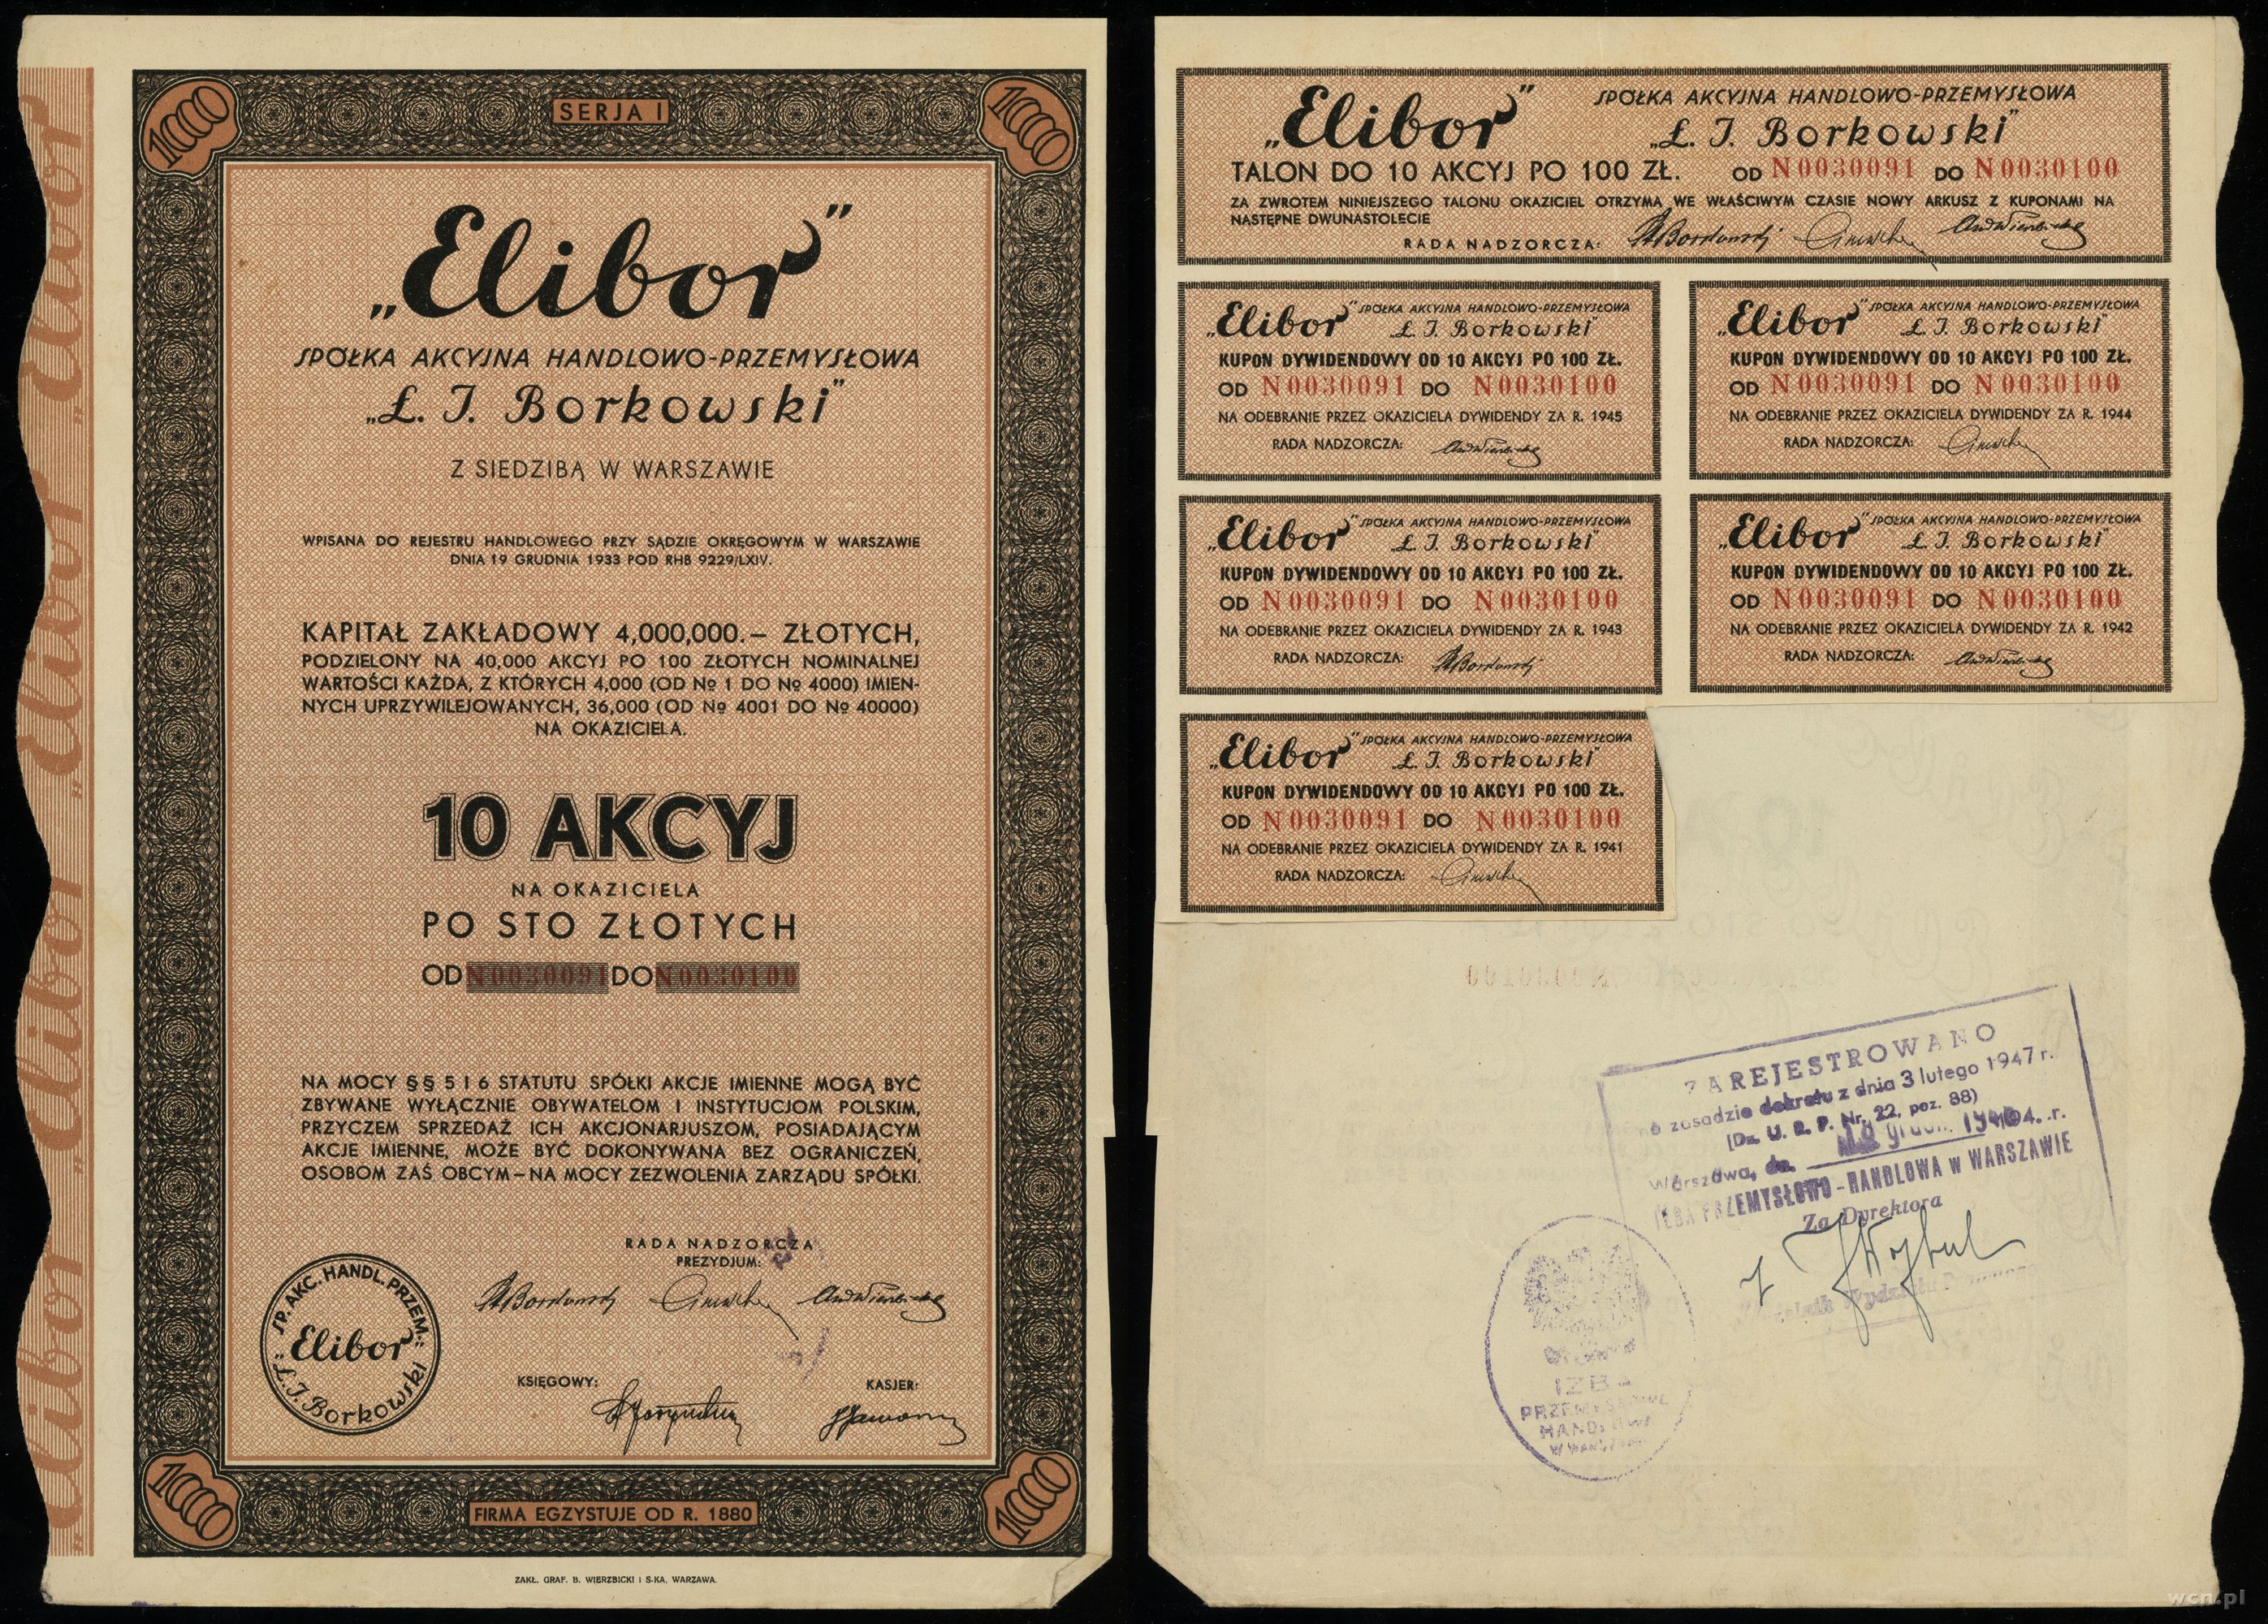 SERJA I
1000
1000
„Elibor”
SPÓŁKA AKCYJNA HANDLOWO-PRZEMYSŁOWA
„Ł. J. Borkowski”
Z SIEDZIBĄ W WARSZAWIE
WPISANA DO REJESTRU HANDLOWEGO PRZY SĄDZIE OKRĘGOWYM W WARSZAWIE
DNIA 19 GRUDNIA 1933 POD RHB 9229/LXIV.
KAPITAŁ ZAKŁADOWY 4,000,000.— ZŁOTYCH,
PODZIELONY NA 40,000 AKCYJ PO 100 ZŁOTYCH NOMINALNEJ
WARTOŚCI KAŻDA, Z KTÓRYCH 4,000 (OD № 1 DO № 4000) IMIEN-
NYCH UPRZYWILEJOWANYCH, 36,000 (OD № 4001 DO № 40000)
NA OKAZICIELA.
10 AKCYJ
NA OKAZICIELA
PO STO ZŁOTYCH
OD N0030091 DO N0030100
NA MOCY §§ 5 I 6 STATUTU SPÓŁKI AKCJE IMIENNE MOGĄ BYĆ
ZBYWANE WYŁĄCZNIE OBYWATELOM I INSTYTUCJOM POLSKIM,
PRZYCZEM SPRZEDAŻ ICH AKCJONARJUSZOM, POSIADAJĄCYM
AKCJE IMIENNE, MOŻE BYĆ DOKONYWANA BEZ OGRANICZEŃ,
OSOBOM ZAŚ OBCYM — NA MOCY ZEZWOLENIA ZARZĄDU SPÓŁKI.
RADA NADZORCZA
PREZYDJUM:
SP. AKC. HANDL. PRZEM.
„Elibor”
Ł. J. Borkowski
KSIĘGOWY:
KASJER:
1000
1000
FIRMA EGZYSTUJE OD R. 1880
ZAKŁ. GRAF. B. WIERZBICKI i S-KA, WARZAWA.
„Elibor” „Elibor” „Elibor” „Elibor”
„Elibor” SPÓŁKA AKCYJNA HANDLOWO-PRZEMYSŁOWA
„Ł. J. Borkowski”
TALON DO 10 AKCYJ PO 100 ZŁ. OD N0030091 DO N0030100
ZA ZWROTEM NINIEJSZEGO TALONU OKAZICIEL OTRZYMA WE WŁAŚCIWYM CZASIE NOWY ARKUSZ Z KUPONAMI NA
NASTĘPNE DWUNASTOLECIE
RADA NADZORCZA:
„Elibor” SPÓŁKA AKCYJNA HANDLOWO-PRZEMYSŁOWA
Ł. J. Borkowski”
KUPON DYWIDENDOWY OD 10 AKCYJ PO 100 ZŁ.
OD N0030091 DO N0030100
NA ODEBRANIE PRZEZ OKAZICIELA DYWIDENDY ZA R. 1945
RADA NADZORCZA:
„Elibor” SPÓŁKA AKCYJNA HANDLOWO-PRZEMYSŁOWA
Ł. J. Borkowski”
KUPON DYWIDENDOWY OD 10 AKCYJ PO 100 ZŁ.
OD N0030091 DO N0030100
NA ODEBRANIE PRZEZ OKAZICIELA DYWIDENDY ZA R. 1944
RADA NADZORCZA:
„Elibor” SPÓŁKA AKCYJNA HANDLOWO-PRZEMYSŁOWA
Ł. J. Borkowski”
KUPON DYWIDENDOWY OD 10 AKCYJ PO 100 ZŁ.
OD N0030091 DO N0030100
NA ODEBRANIE PRZEZ OKAZICIELA DYWIDENDY ZA R. 1943
RADA NADZORCZA:
„Elibor” SPÓŁKA AKCYJNA HANDLOWO-PRZEMYSŁOWA
Ł. J. Borkowski”
KUPON DYWIDENDOWY OD 10 AKCYJ PO 100 ZŁ.
OD N0030091 DO N0030100
NA ODEBRANIE PRZEZ OKAZICIELA DYWIDENDY ZA R. 1942
RADA NADZORCZA:
„Elibor” SPÓŁKA AKCYJNA HANDLOWO-PRZEMYSŁOWA
Ł. J. Borkowski”
KUPON DYWIDENDOWY OD 10 AKCYJ PO 100 ZŁ.
OD N0030091 DO N0030100
NA ODEBRANIE PRZEZ OKAZICIELA DYWIDENDY ZA R. 1941
RADA NADZORCZA:
ZAREJESTROWANO
na zasadzie dekretu z dnia 3 lutego 1947 r.
(Dz. U. R. P. Nr. 22, poz. 88)
Warszawa, dn.
IZBA PRZEMYSŁOWO-HANDLOWA w WARSZAWIE
Za Dyrektora
IZBA
PRZEMYSŁOWO
HANDLOWA
W WARSZAWIE
wcn.pl